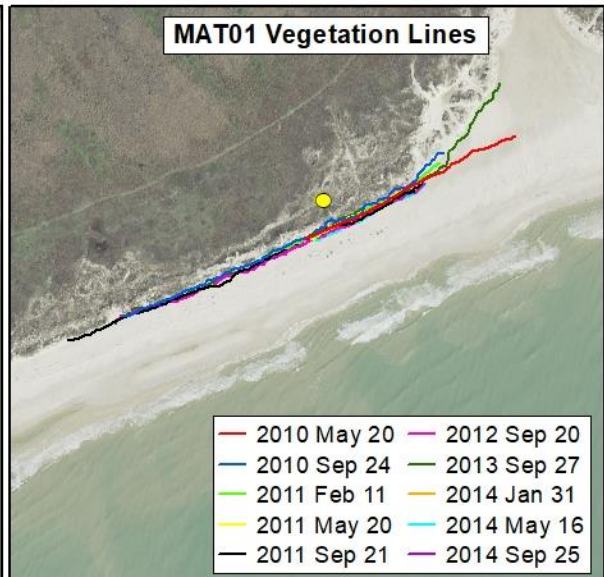 MAT01 Vegetation Lines
2010 May 20
2010 Sep 24
2011 Feb 11
2011 May 20
2011 Sep 21
2012 Sep 20
2013 Sep 27
2014 Jan 31
2014 May 16
2014 Sep 25